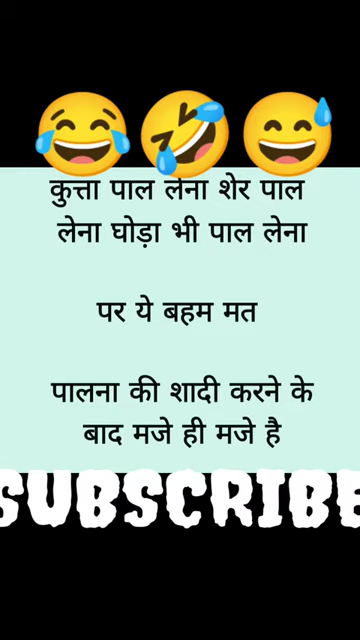 कुत्ता पाल लेना शेर पाल
लेना घोड़ा भी पाल लेना
पर ये बहम मत
पालना की शादी करने के
बाद मजे ही मजे है
SUBSCRIBE